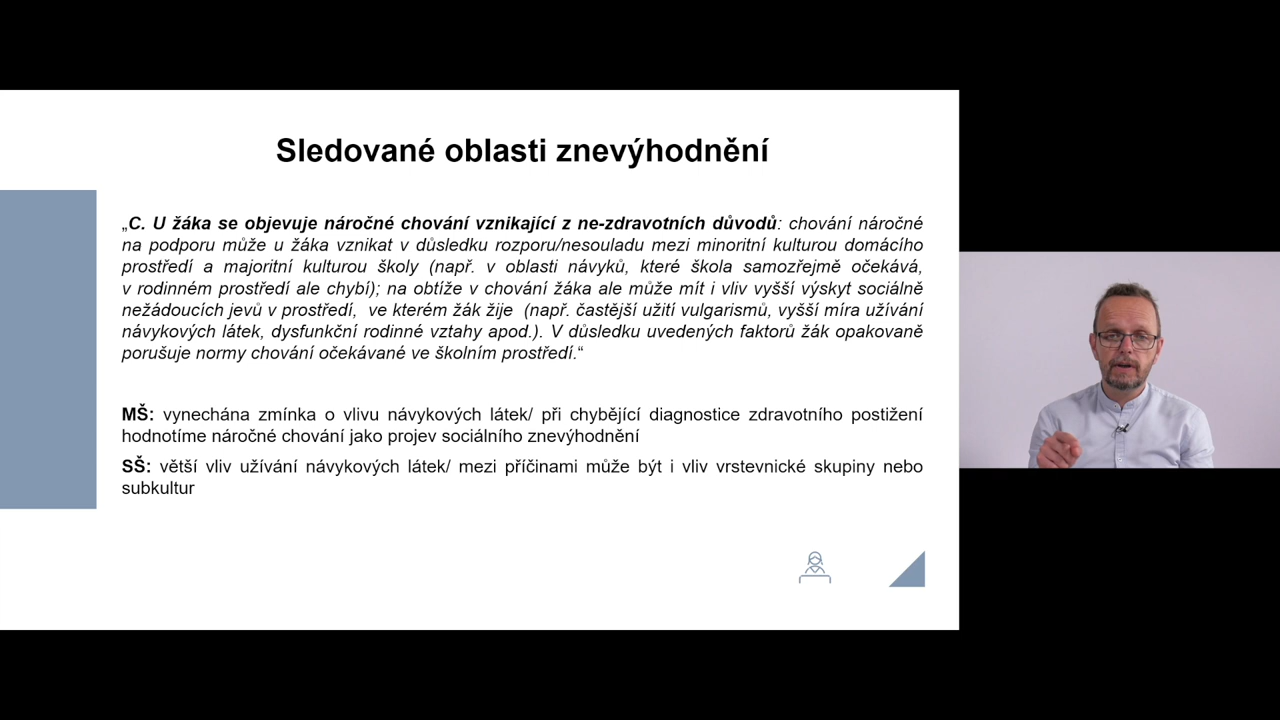 Sledované oblasti znevýhodnění
„C. U žáka se objevuje náročné chování vznikající z ne-zdravotních důvodů: chování náročné
na podporu může u žáka vznikat v důsledku rozporu/nesouladu mezi minoritní kulturou domácího
prostředí a majoritní kulturou školy (např. v oblasti návyků, které škola samozřejmě očekává,
v rodinném prostředí ale chybí); na obtíže v chování žáka ale může mít i vliv vyšší výskyt sociálně
nežádoucích jevů v prostředí, ve kterém žák žije (např. častější užití vulgarismů, vyšší míra užívání
návykových látek, dysfunkční rodinné vztahy apod.). V důsledku uvedených faktorů žák opakovaně
porušuje normy chování očekávané ve školním prostředí.“
MŠ: vynechána zmínka o vlivu návykových látek/ při chybějící diagnostice zdravotního postižení
hodnotíme náročné chování jako projev sociálního znevýhodnění
SŠ: větší vliv užívání návykových látek/ mezi příčinami může být i vliv vrstevnické skupiny nebo
subkultur